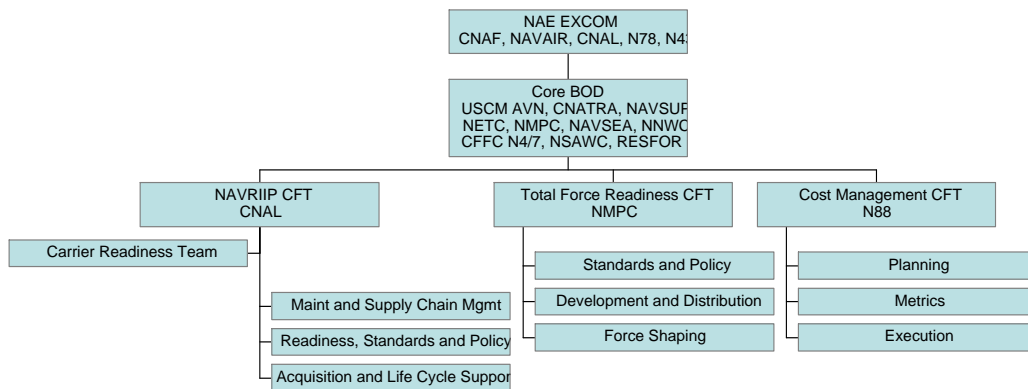 NAE EXCOM
CNAF, NAVAIR, CNAL, N78, N43
Core BOD
USCM AVN, CNATRA, NAVSUP
NETC, NMPC, NAVSEA, NNWC
CFFC N4/7, NSAWC, RESFOR
NAVRIIP CFT
CNAL
Total Force Readiness CFT
NMPC
Cost Management CFT
N88
Carrier Readiness Team
Standards and Policy
Planning
Maint and Supply Chain Mgmt
Development and Distribution
Metrics
Readiness, Standards and Policy
Force Shaping
Execution
Acquisition and Life Cycle Suppor